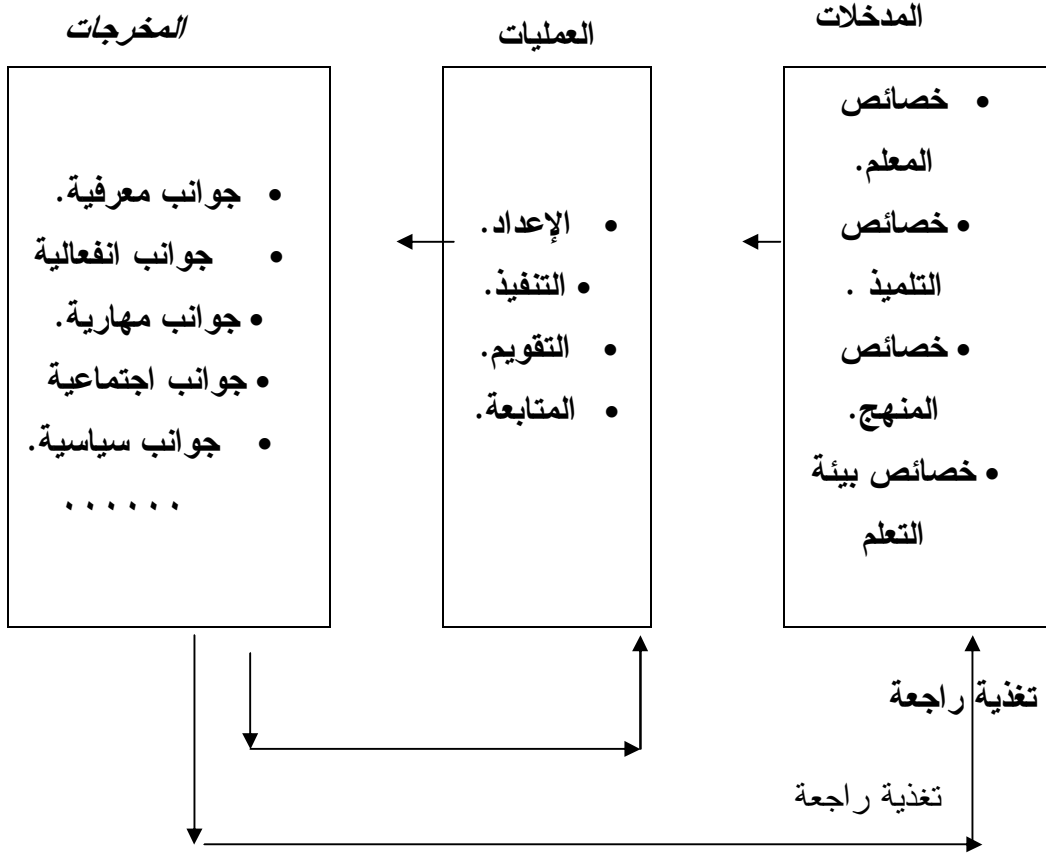 المدخلات
العمليات
المخرجات
• خصائص
المعلم.
• خصائص
التلميذ .
• خصائص
المنهج.
• خصائص بيئة
التعلم
• الإعداد.
• التنفيذ.
• التقويم.
• المتابعة.
• جوانب معرفية.
• جوانب انفعالية
• جوانب مهارية.
• جوانب اجتماعية
• جوانب سياسية.
......
تغذية راجعة
تغذية راجعة